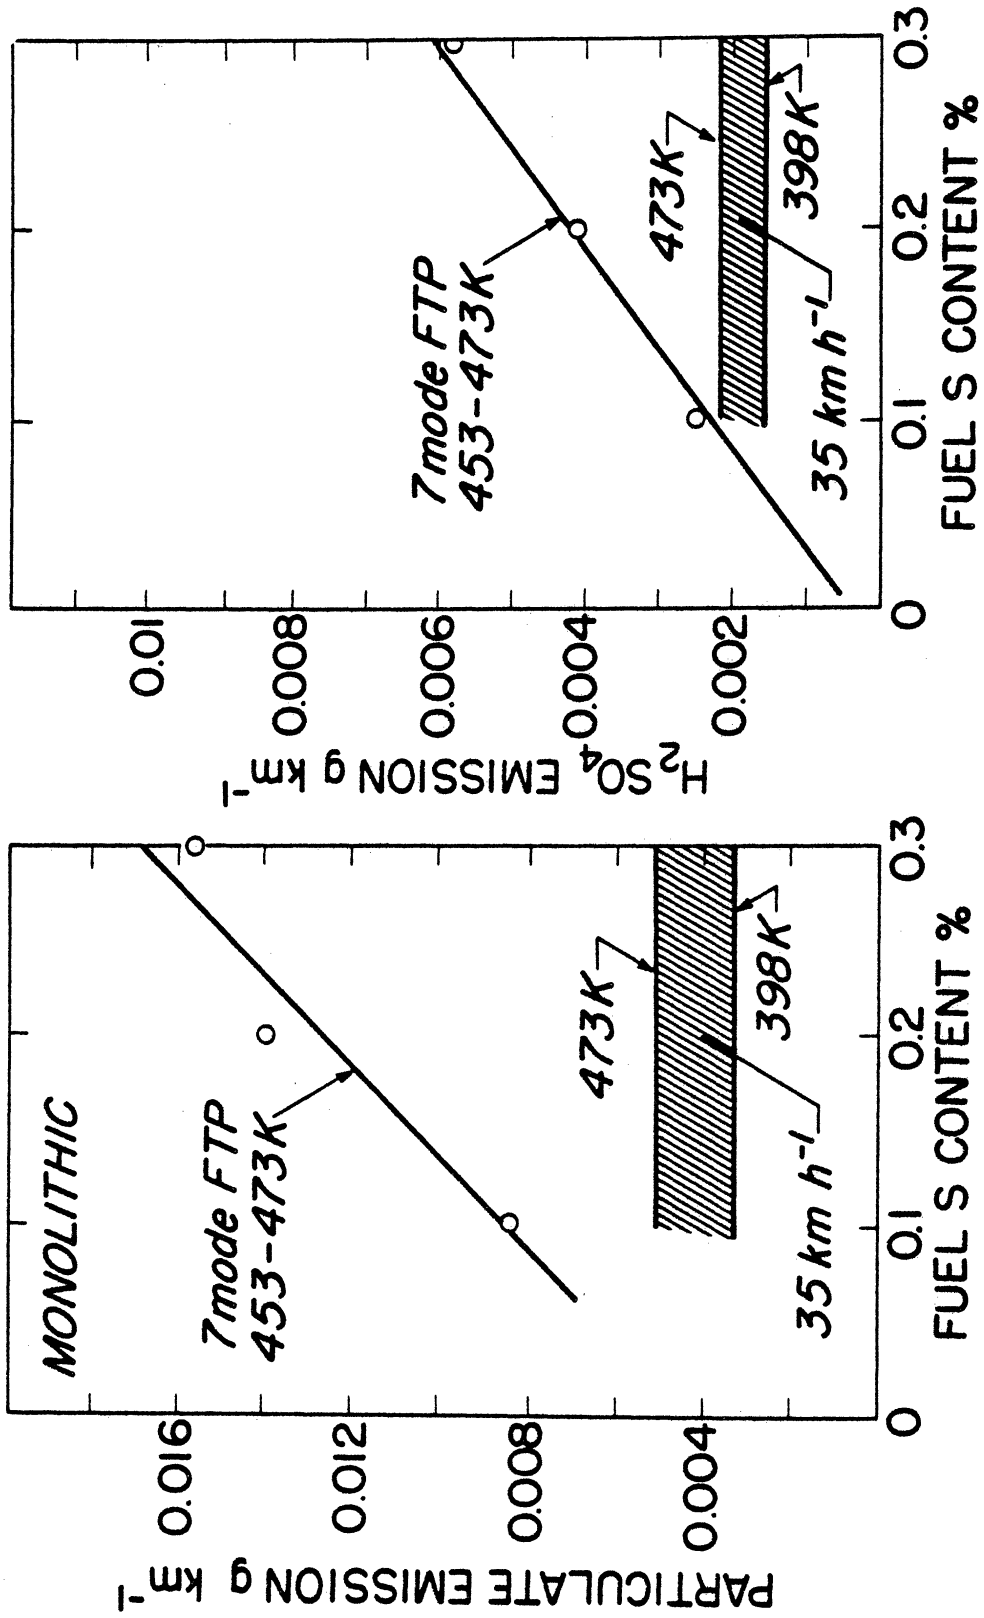 MONOLITHIC
7mode FTP
453-473K
473K
398K
35 km h⁻¹
0.016
0.012
0.008
0.004
0
0.1
0.2
0.3
PARTICULATE EMISSION g km⁻¹
FUEL S CONTENT %
7mode FTP
453-473K
473K
398K
35 km h⁻¹
0.01
0.008
0.006
0.004
0.002
0
0.1
0.2
0.3
H₂SO₄ EMISSION g km⁻¹
FUEL S CONTENT %